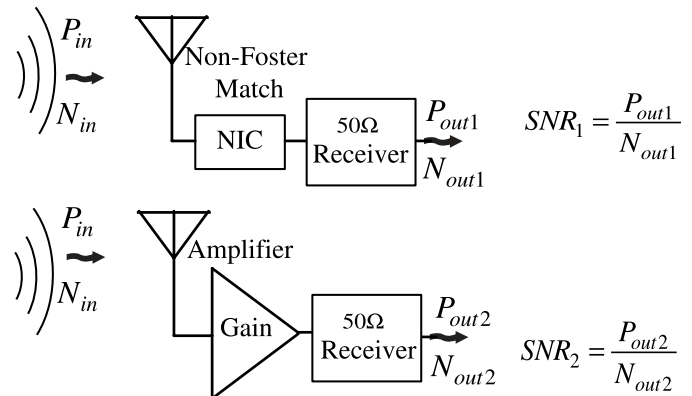 P_in
N_in
Non-Foster
Match
NIC
50Ω
Receiver
P_out1
N_out1
SNR_1 = P_out1 / N_out1
P_in
N_in
Amplifier
Gain
50Ω
Receiver
P_out2
N_out2
SNR_2 = P_out2 / N_out2